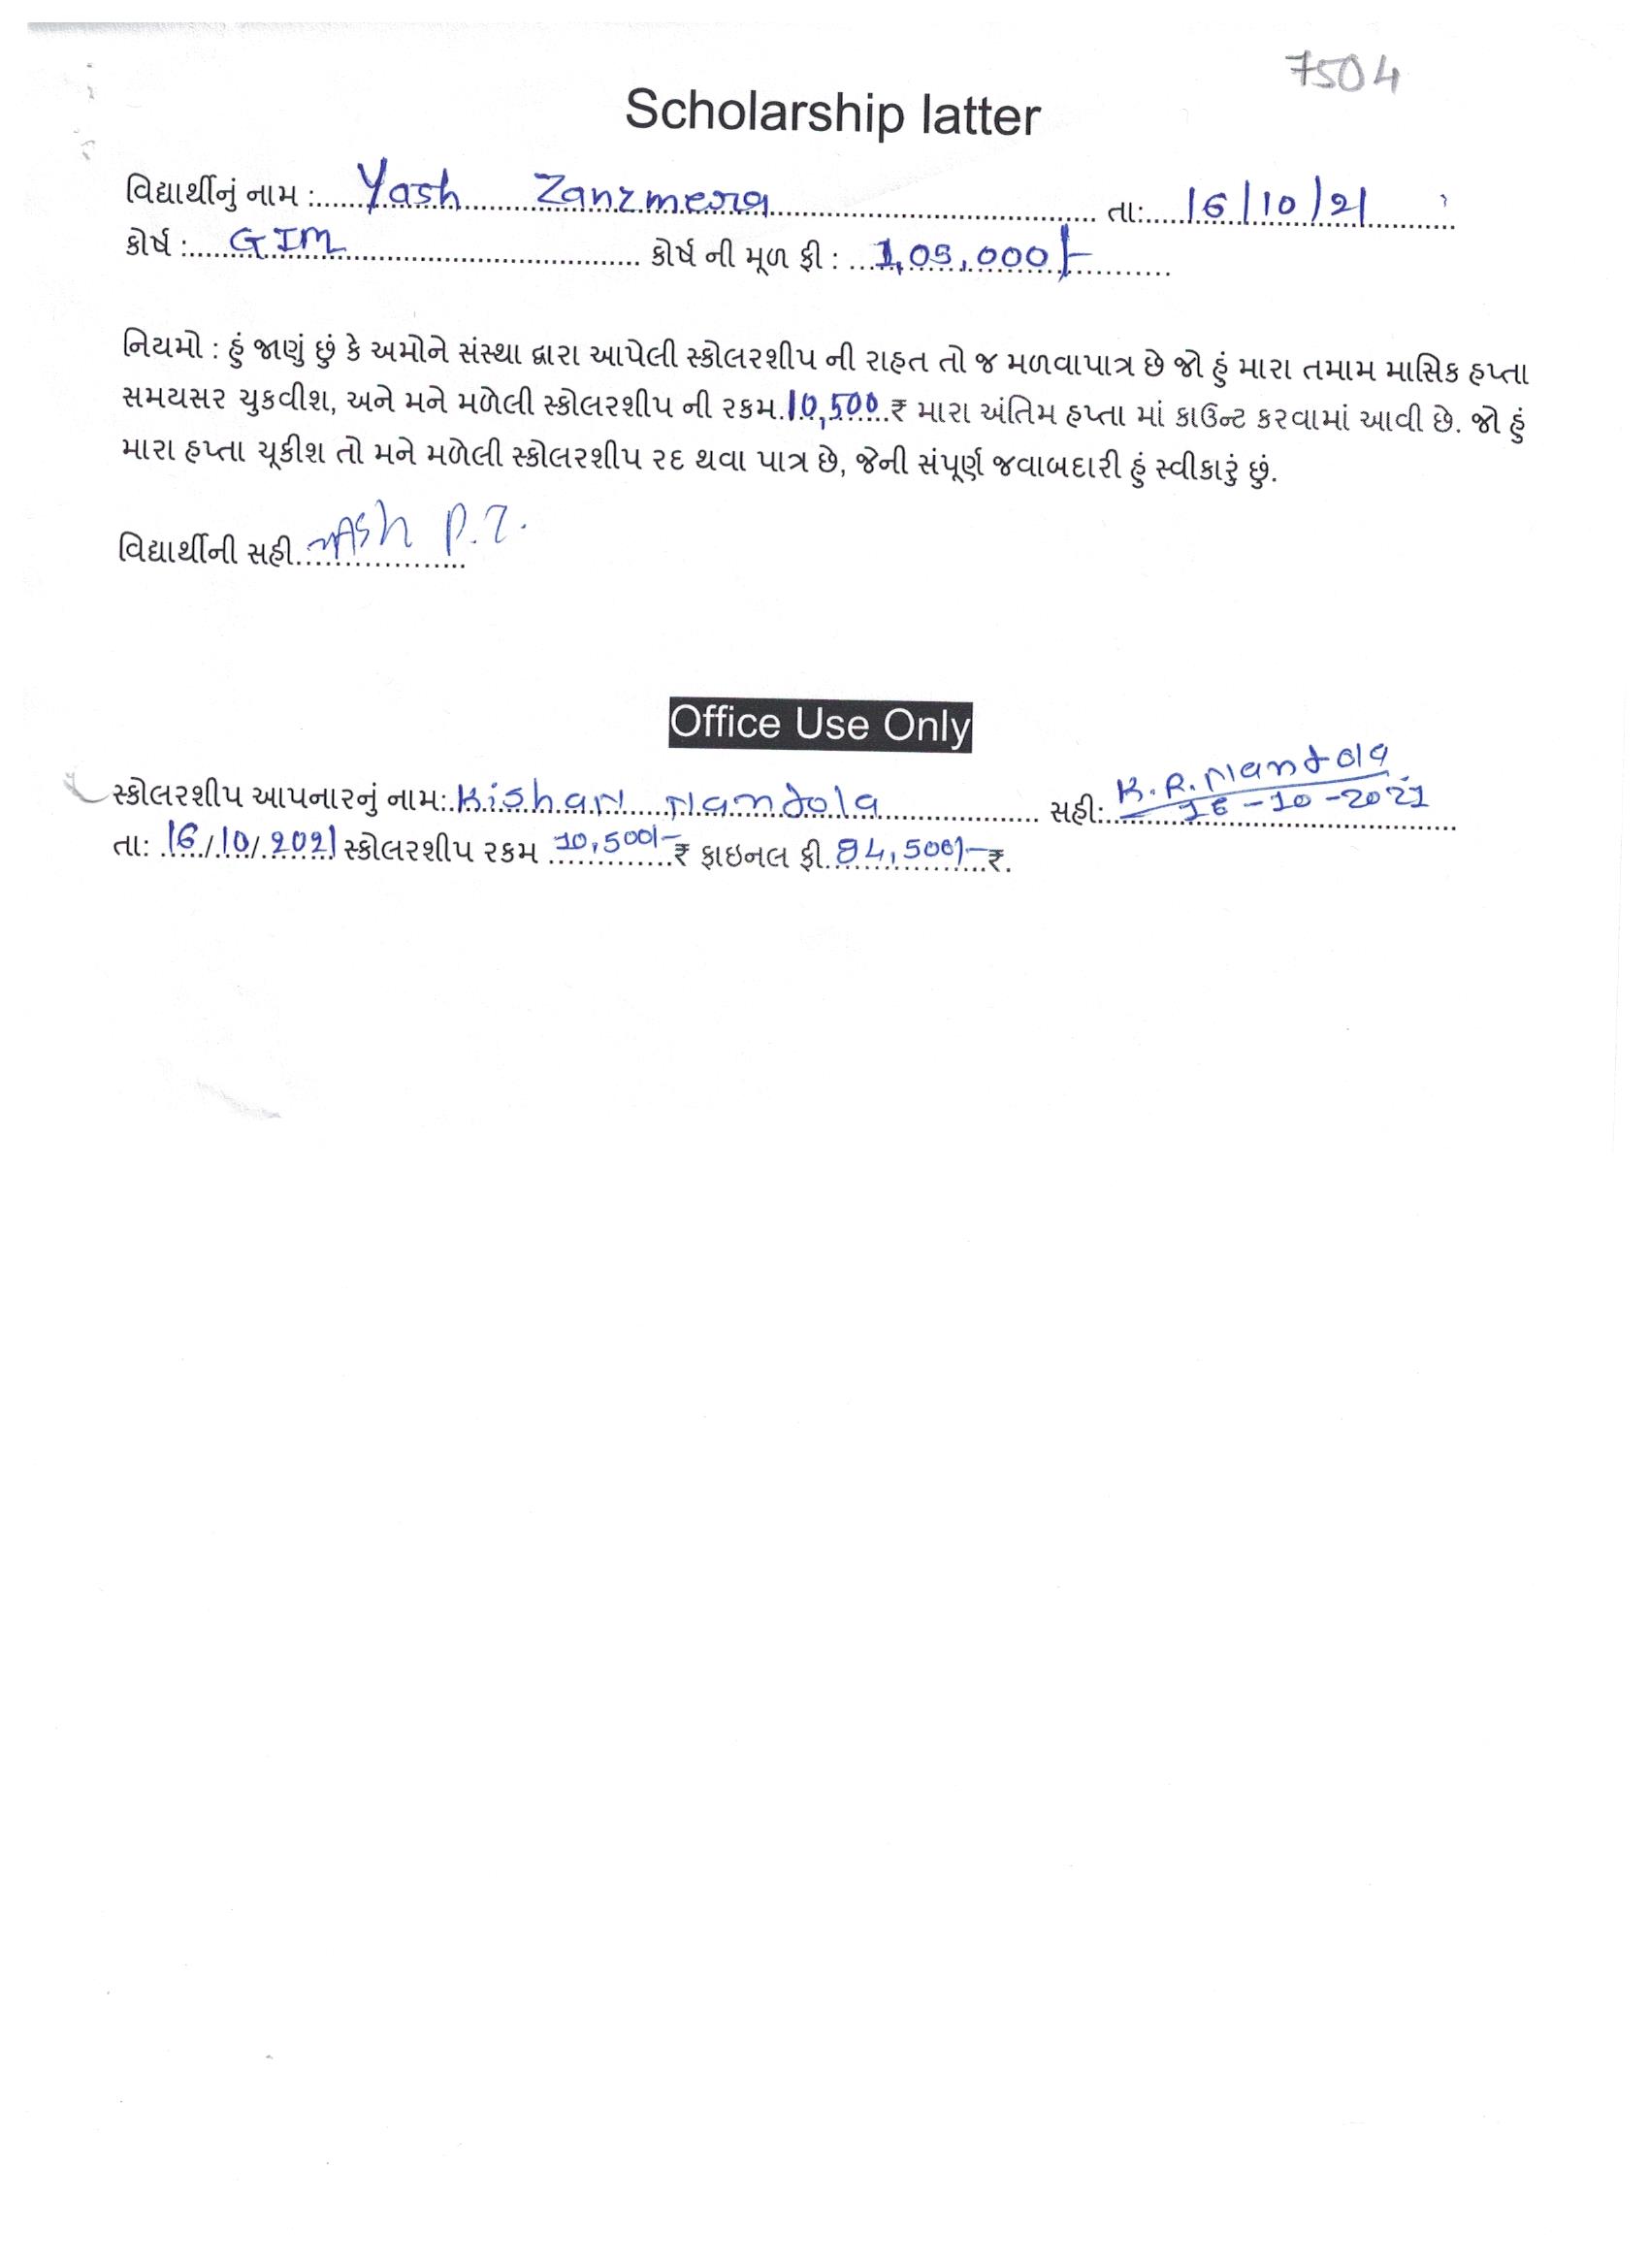 7504
Scholarship latter
વિદ્યાર્થીનું નામ : Yash Zanzmera તા: 16/10/21
કોર્ષ : GIM કોર્ષ ની મૂળ ફી : 1,05,000/-
નિયમો : હું જાણું છું કે અમોને સંસ્થા દ્વારા આપેલી સ્કોલરશીપ ની રાહત તો જ મળવાપાત્ર છે જો હું મારા તમામ માસિક હપ્તા
સમયસર ચુકવીશ, અને મને મળેલી સ્કોલરશીપ ની રકમ 10,500 ₹ મારા અંતિમ હપ્તા માં કાઉન્ટ કરવામાં આવી છે. જો હું
મારા હપ્તા ચૂકીશ તો મને મળેલી સ્કોલરશીપ રદ થવા પાત્ર છે, જેની સંપૂર્ણ જવાબદારી હું સ્વીકારું છું.
વિદ્યાર્થીની સહી Yash P.Z.
Office Use Only
સ્કોલરશીપ આપનારનું નામ: Kishan Nandola સહી: K.R.Nandola
16-10-2021
તા: 16/10/2021 સ્કોલરશીપ રકમ 10,500/- ₹ ફાઇનલ ફી 94,500/- ₹.